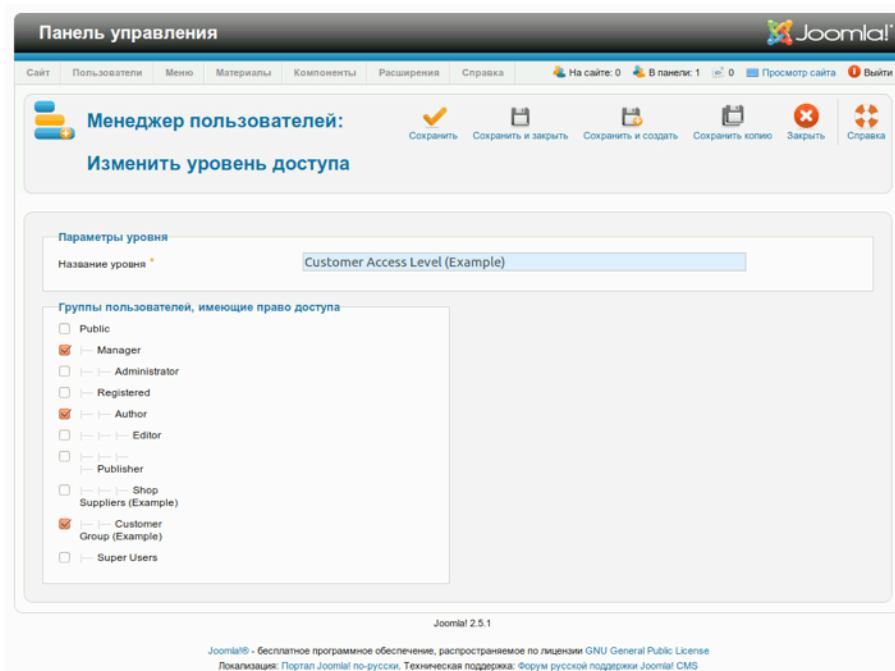 Панель управления
Joomla!
Сайт Пользователи Меню Материалы Компоненты Расширения Справка На сайте: 0 В панели: 1 0 Просмотр сайта Выйти
Менеджер пользователей:
Изменить уровень доступа
Сохранить Сохранить и закрыть Сохранить и создать Сохранить копию Закрыть Справка
Параметры уровня
Название уровня * Customer Access Level (Example)
Группы пользователей, имеющие право доступа
Public
Manager
Administrator
Registered
Author
Editor
Publisher
Shop
Suppliers (Example)
Customer
Group (Example)
Super Users
Joomla! 2.5.1
Joomla!® - бесплатное программное обеспечение, распространяемое по лицензии GNU General Public License
Локализация: Портал Joomla! по-русски. Техническая поддержка: Форум русской поддержки Joomla! CMS